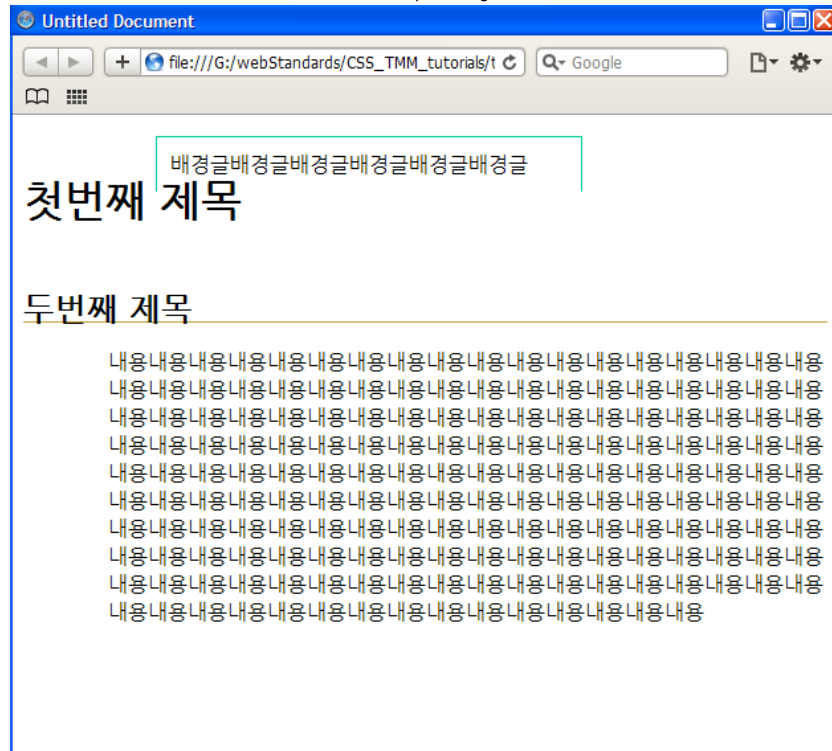 Untitled Document
file:///G:/webStandards/CSS_TMM_tutorials/t
Google
배경글배경글배경글배경글배경글배경글
첫번째 제목
두번째 제목
내용내용내용내용내용내용내용내용내용내용내용내용내용내용내용내용내용내용
내용내용내용내용내용내용내용내용내용내용내용내용내용내용내용내용내용내용
내용내용내용내용내용내용내용내용내용내용내용내용내용내용내용내용내용내용
내용내용내용내용내용내용내용내용내용내용내용내용내용내용내용내용내용내용
내용내용내용내용내용내용내용내용내용내용내용내용내용내용내용내용내용내용
내용내용내용내용내용내용내용내용내용내용내용내용내용내용내용내용내용내용
내용내용내용내용내용내용내용내용내용내용내용내용내용내용내용내용내용내용
내용내용내용내용내용내용내용내용내용내용내용내용내용내용내용내용내용내용
내용내용내용내용내용내용내용내용내용내용내용내용내용내용내용내용내용내용
내용내용내용내용내용내용내용내용내용내용내용내용내용내용내용